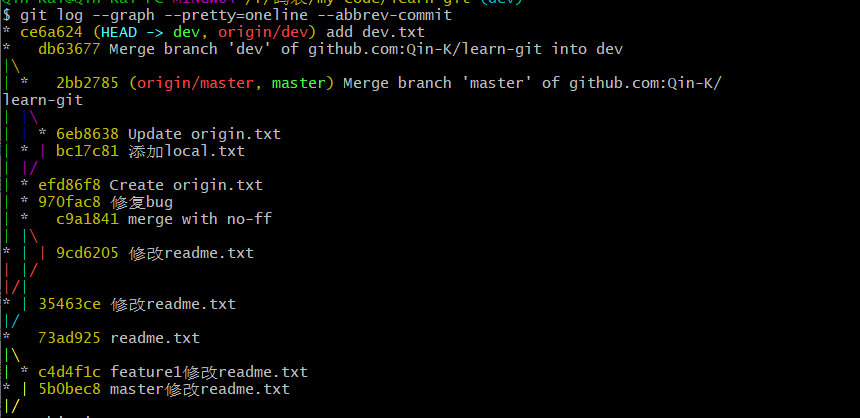 $ git log --graph --pretty=oneline --abbrev-commit
* ce6a624 (HEAD -> dev, origin/dev) add dev.txt
*   db63677 Merge branch 'dev' of github.com:Qin-K/learn-git into dev
|\
| *   2bb2785 (origin/master, master) Merge branch 'master' of github.com:Qin-K/
learn-git
| |\
| | * 6eb8638 Update origin.txt
| * | bc17c81 添加local.txt
| |/
| * efd86f8 Create origin.txt
| * 970fac8 修复bug
| *   c9a1841 merge with no-ff
| |\
* | | 9cd6205 修改readme.txt
| |/
|/|
* | 35463ce 修改readme.txt
|/
*   73ad925 readme.txt
|\
| * c4d4f1c feature1修改readme.txt
* | 5b0bec8 master修改readme.txt
|/